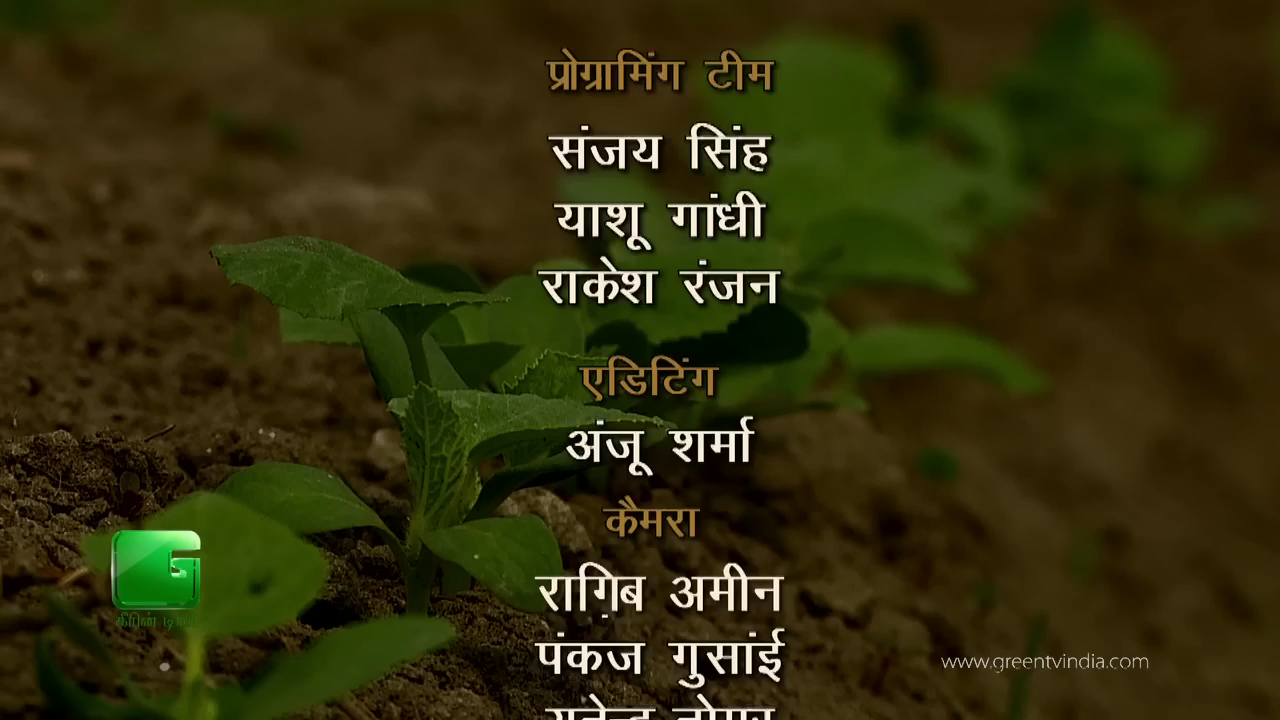 प्रोग्रामिंग टीम
संजय सिंह
याशू गांधी
राकेश रंजन
एडिटिंग
अंजू शर्मा
कैमरा
राग़िब अमीन
पंकज गुसांई
www.greentvindia.com